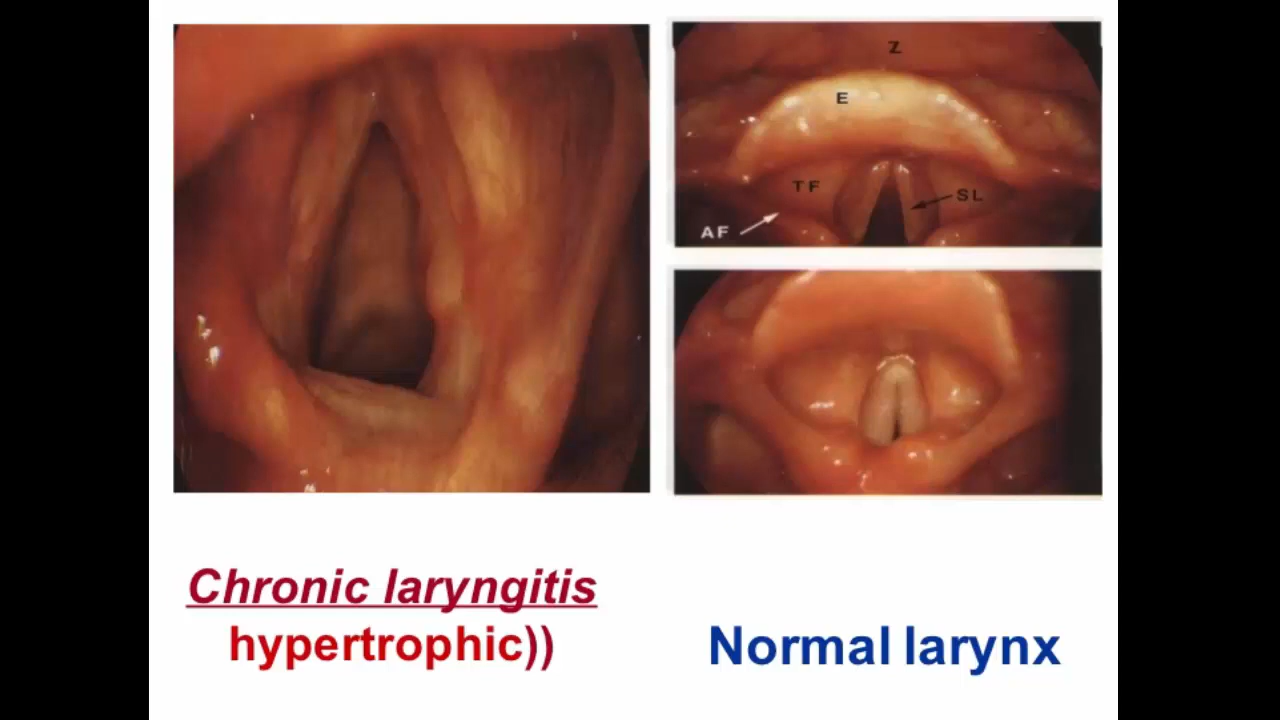 Z
E
TF
SL
AF
Chronic laryngitis
hypertrophic))
Normal larynx